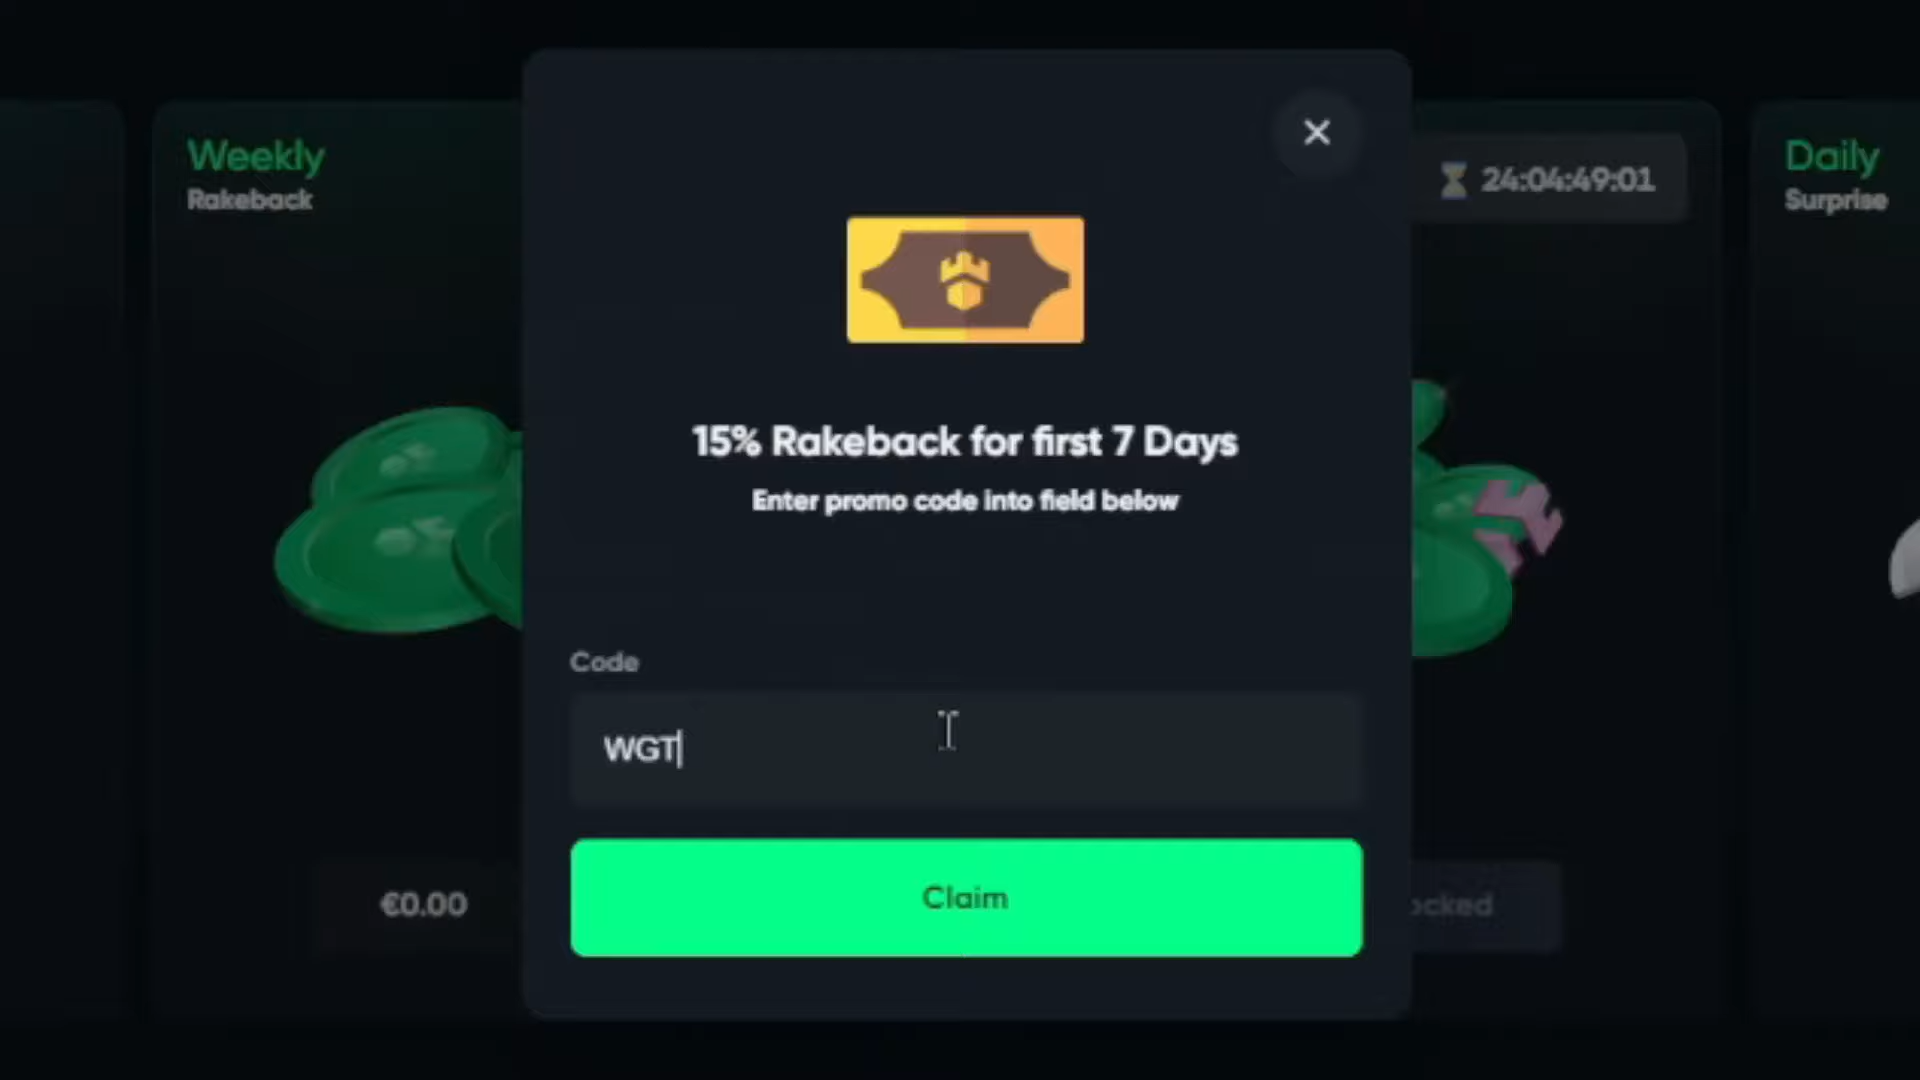 Weekly
Rakeback
24:04:49:01
Daily
Surprise
15% Rakeback for first 7 Days
Enter promo code into field below
Code
WGT
Claim
€0.00
ocked